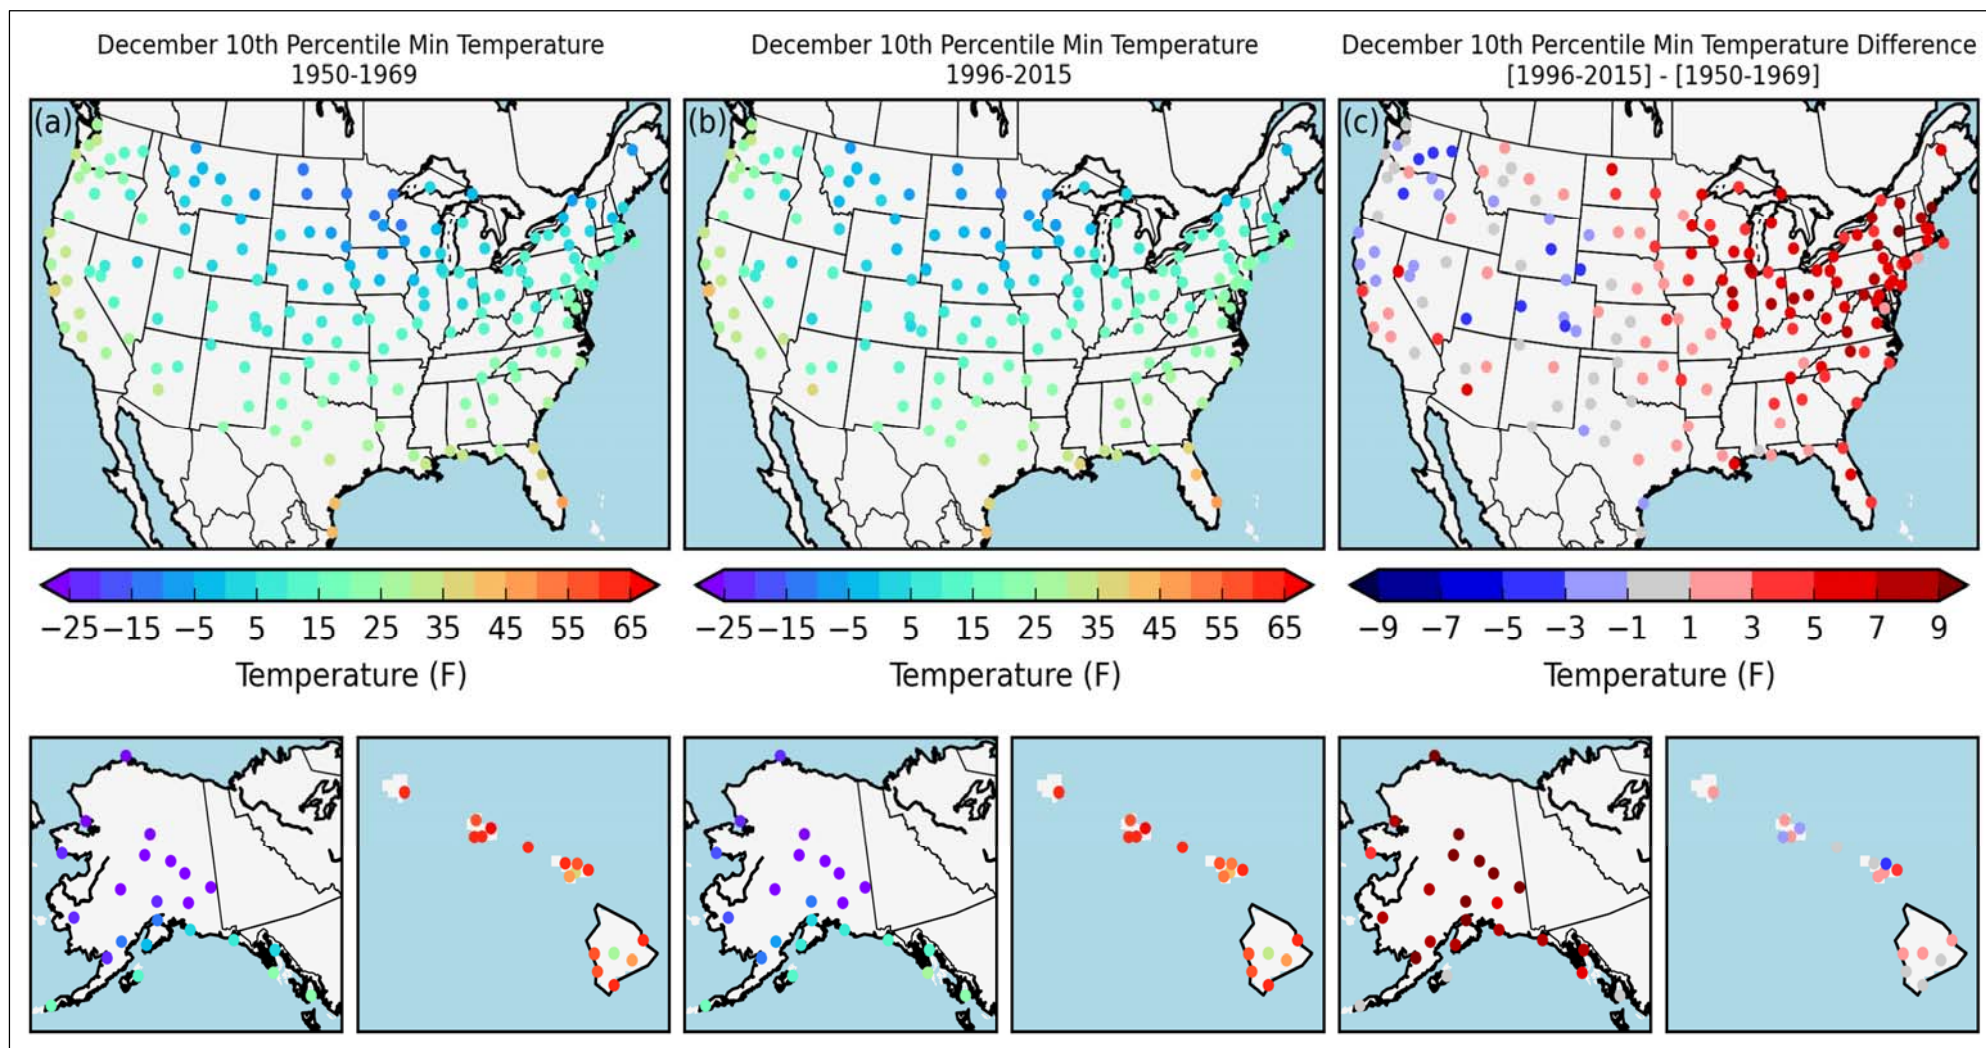 December 10th Percentile Min Temperature
1950-1969
December 10th Percentile Min Temperature
1996-2015
December 10th Percentile Min Temperature Difference
[1996-2015] - [1950-1969]
(a)
(b)
(c)
−25 −15 −5 5 15 25 35 45 55 65
Temperature (F)
−25 −15 −5 5 15 25 35 45 55 65
Temperature (F)
−9 −7 −5 −3 −1 1 3 5 7 9
Temperature (F)